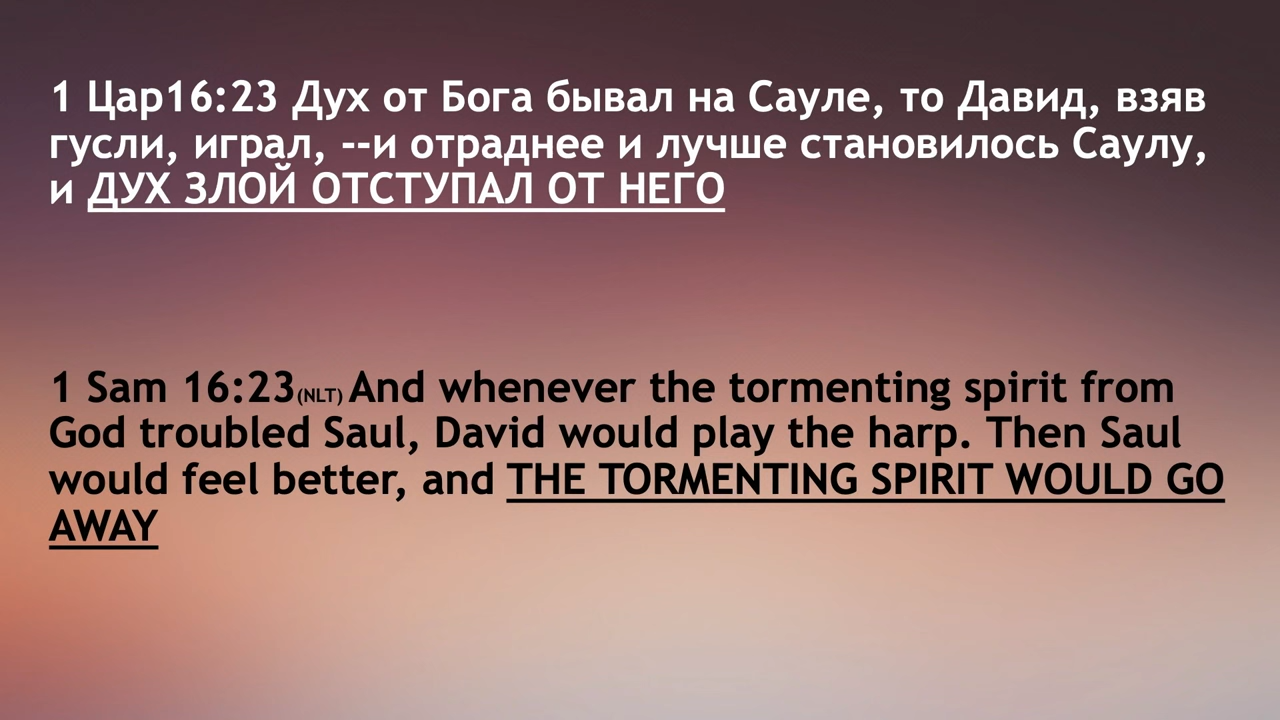 1 Цар16:23 Дух от Бога бывал на Сауле, то Давид, взяв
гусли, играл, --и отраднее и лучше становилось Саулу,
и ДУХ ЗЛОЙ ОТСТУПАЛ ОТ НЕГО
1 Sam 16:23(NLT) And whenever the tormenting spirit from
God troubled Saul, David would play the harp. Then Saul
would feel better, and THE TORMENTING SPIRIT WOULD GO
AWAY